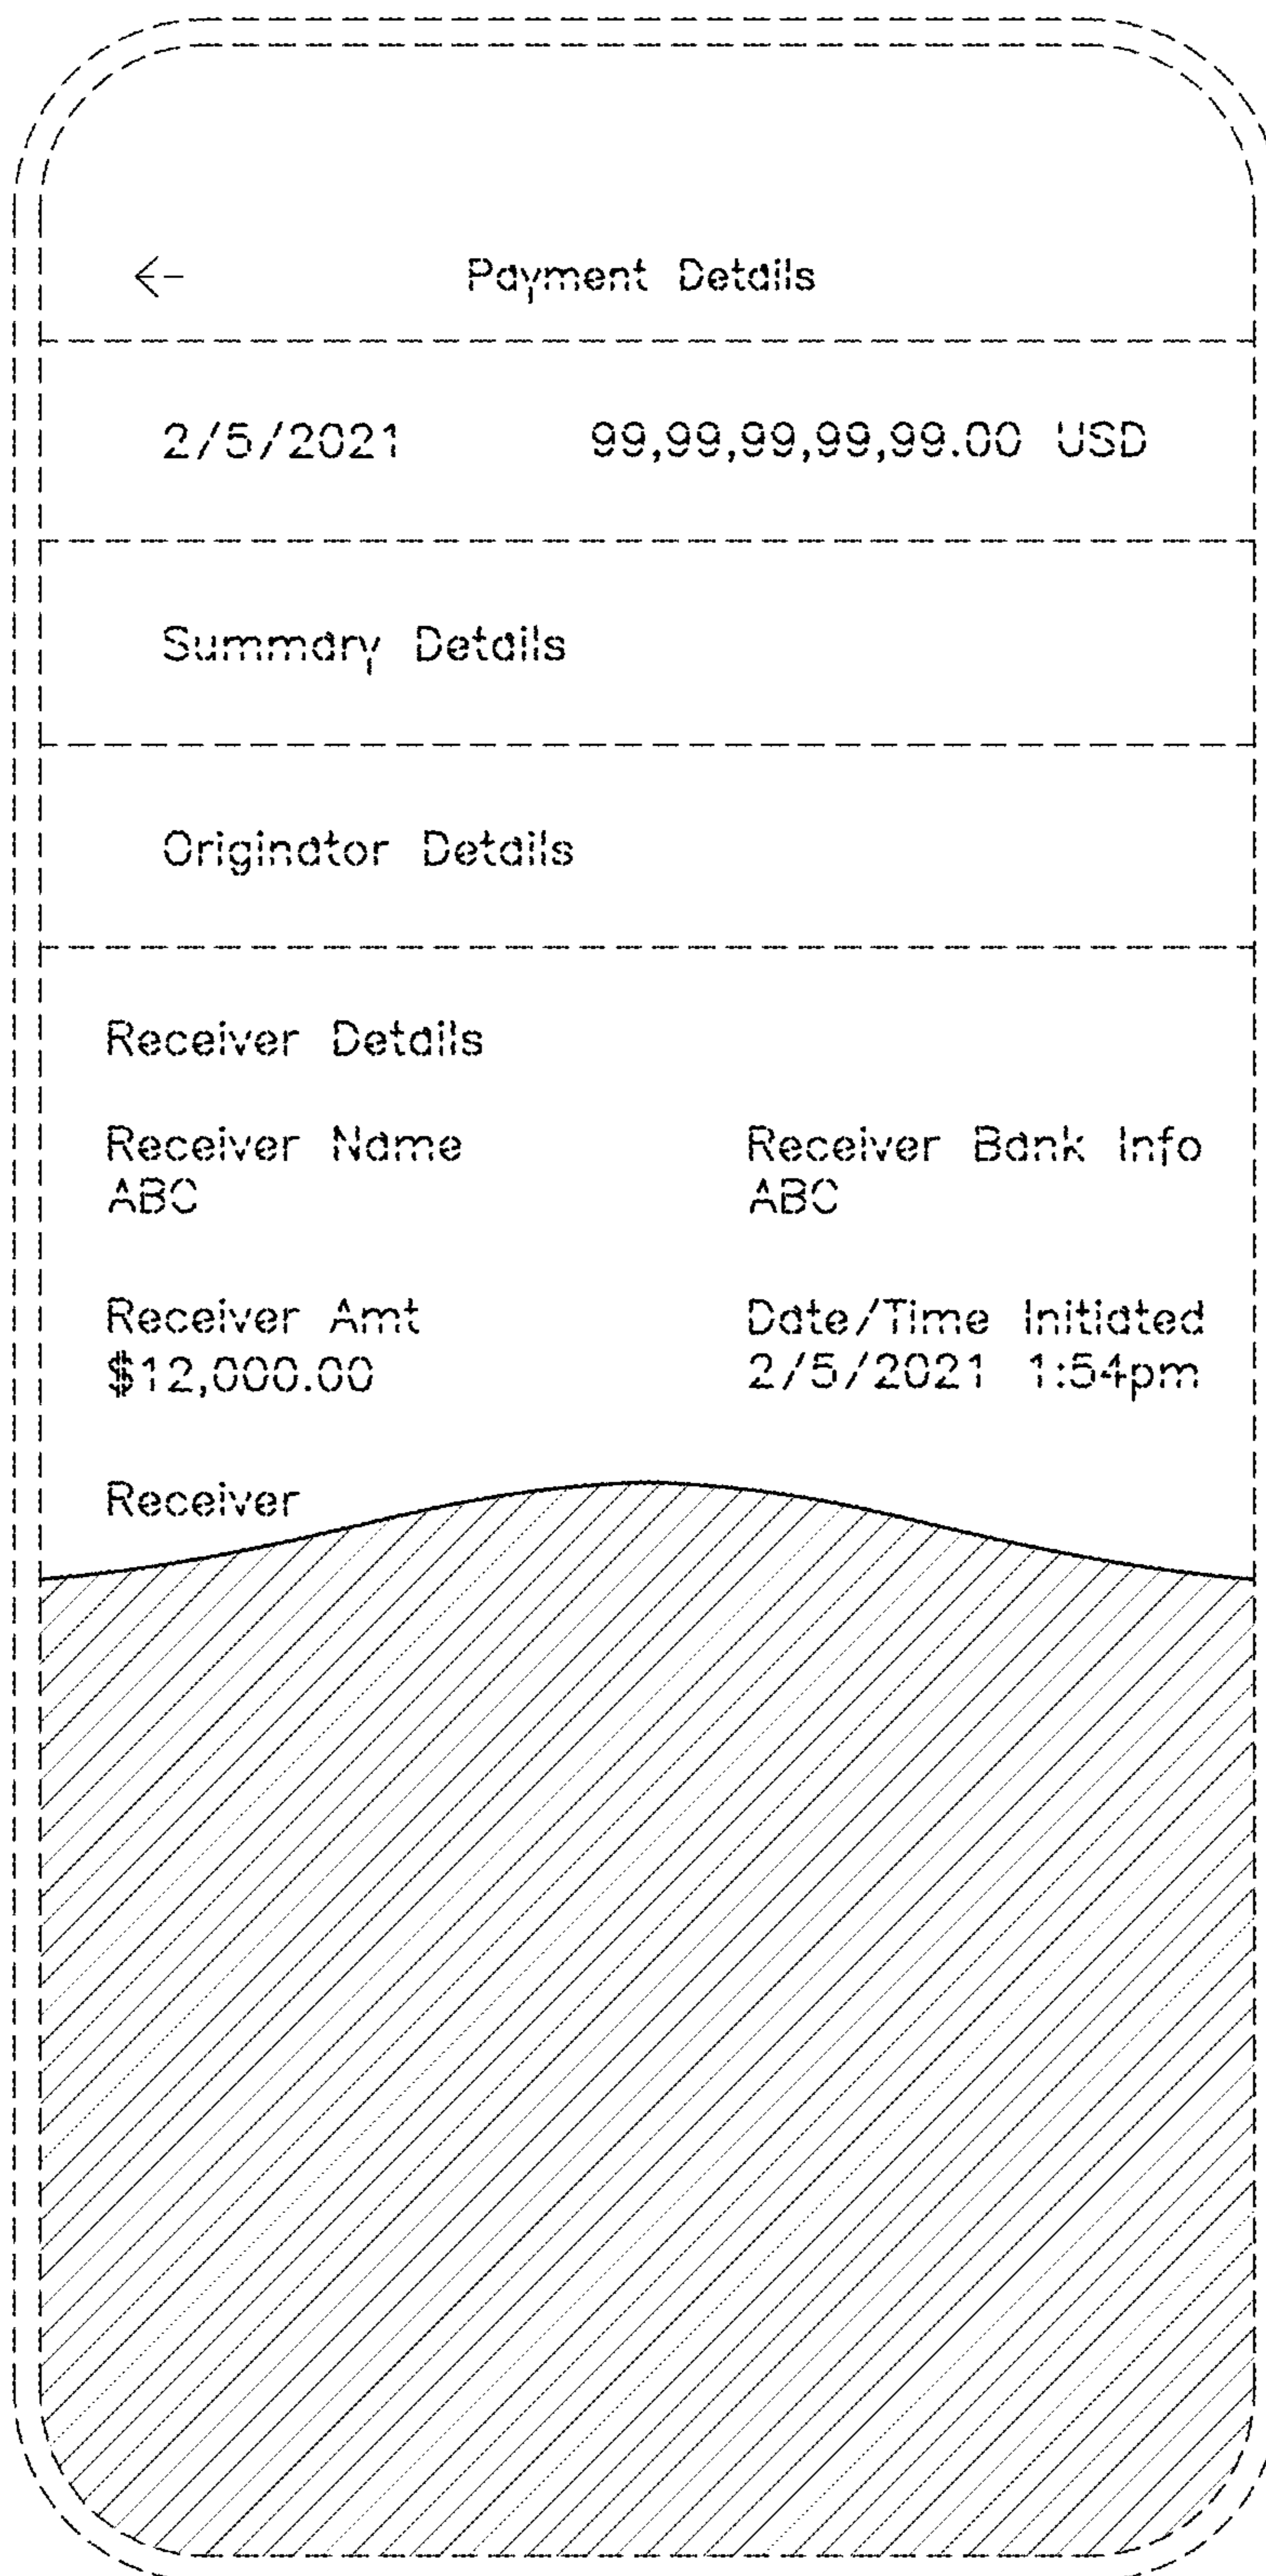 Payment Details
2/5/2021 99,99,99,99,99.00 USD
Summary Details
Originator Details
Receiver Details
Receiver Name Receiver Bank Info
ABC ABC
Receiver Amt Date/Time Initiated
$12,000.00 2/5/2021 1:54pm
Receiver